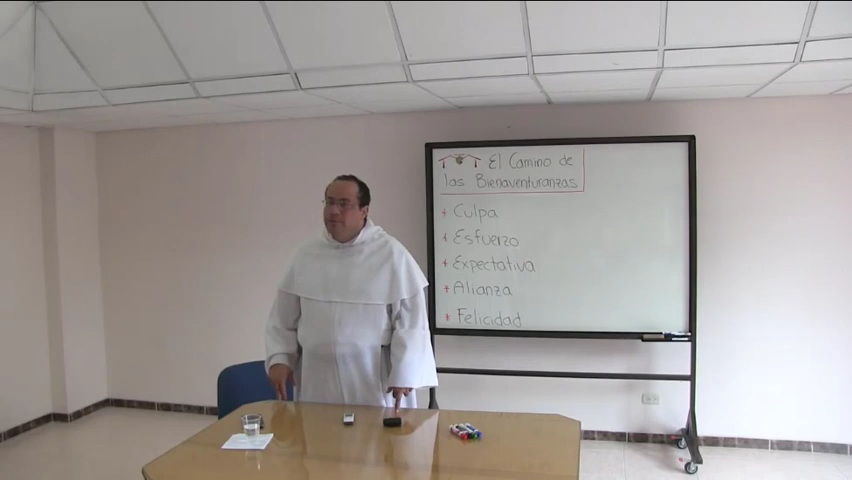 El Camino de
las Bienaventuranzas
* Culpa
* Esfuerzo
* Expectativa
* Alianza
* Felicidad